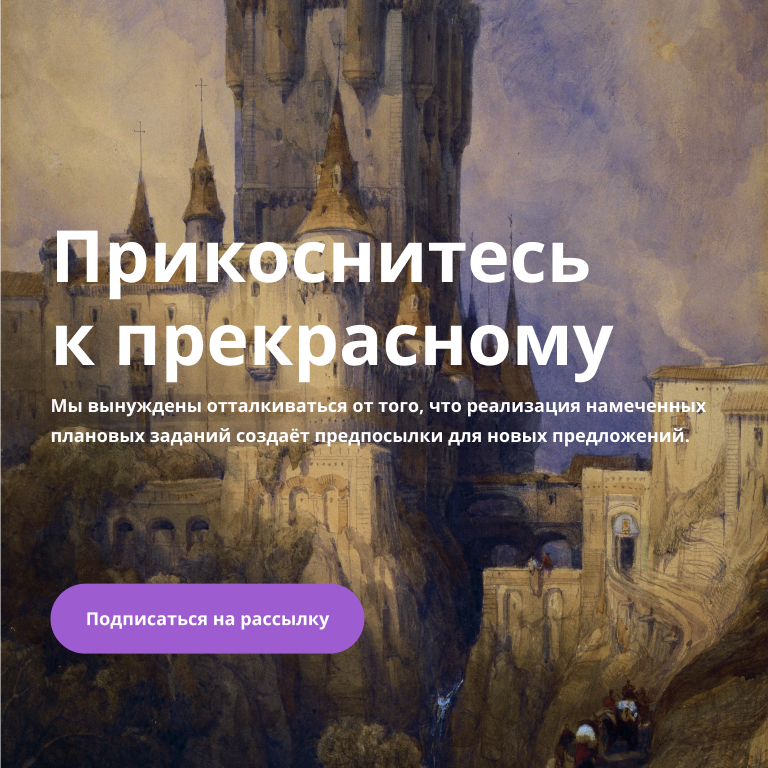 Прикоснитесь
к прекрасному
Мы вынуждены отталкиваться от того, что реализация намеченных
плановых заданий создаёт предпосылки для новых предложений.
Подписаться на рассылку